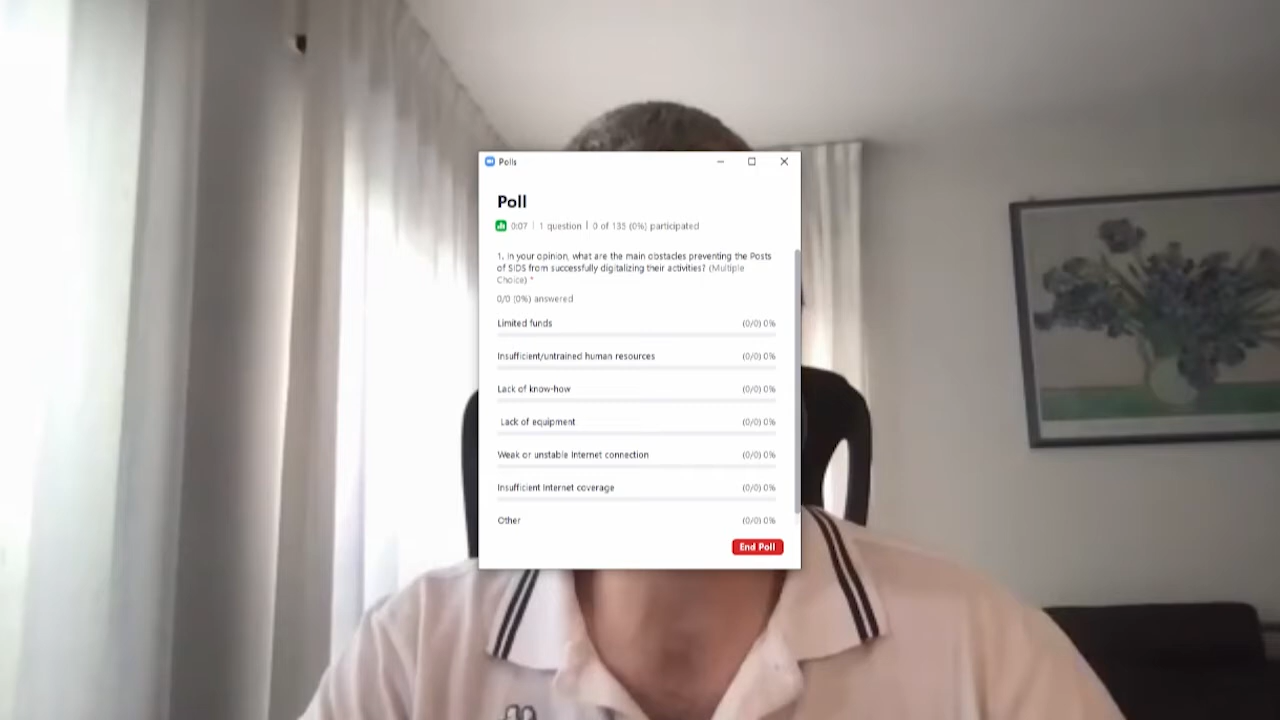 Polls
Poll
0:07 | 1 question | 0 of 135 (0%) participated
1. In your opinion, what are the main obstacles preventing the Posts
of SIDS from successfully digitalizing their activities? (Multiple
Choice) *
0/0 (0%) answered
Limited funds (0/0) 0%
Insufficient/untrained human resources (0/0) 0%
Lack of know-how (0/0) 0%
Lack of equipment (0/0) 0%
Weak or unstable Internet connection (0/0) 0%
Insufficient Internet coverage (0/0) 0%
Other (0/0) 0%
End Poll